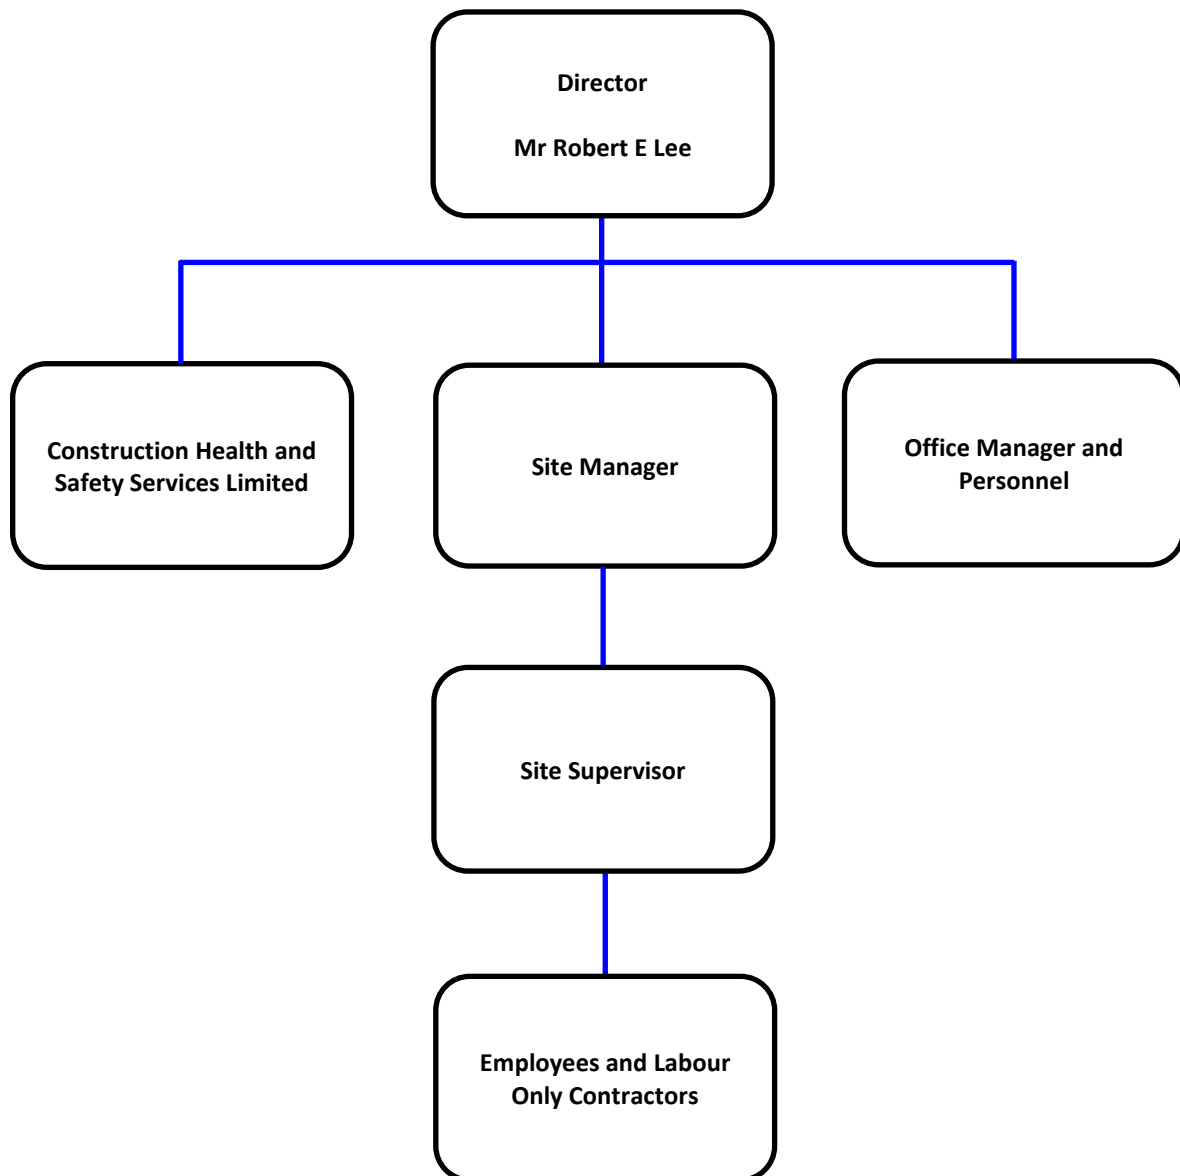 Director
Mr Robert E Lee
Construction Health and
Safety Services Limited
Site Manager
Office Manager and
Personnel
Site Supervisor
Employees and Labour
Only Contractors